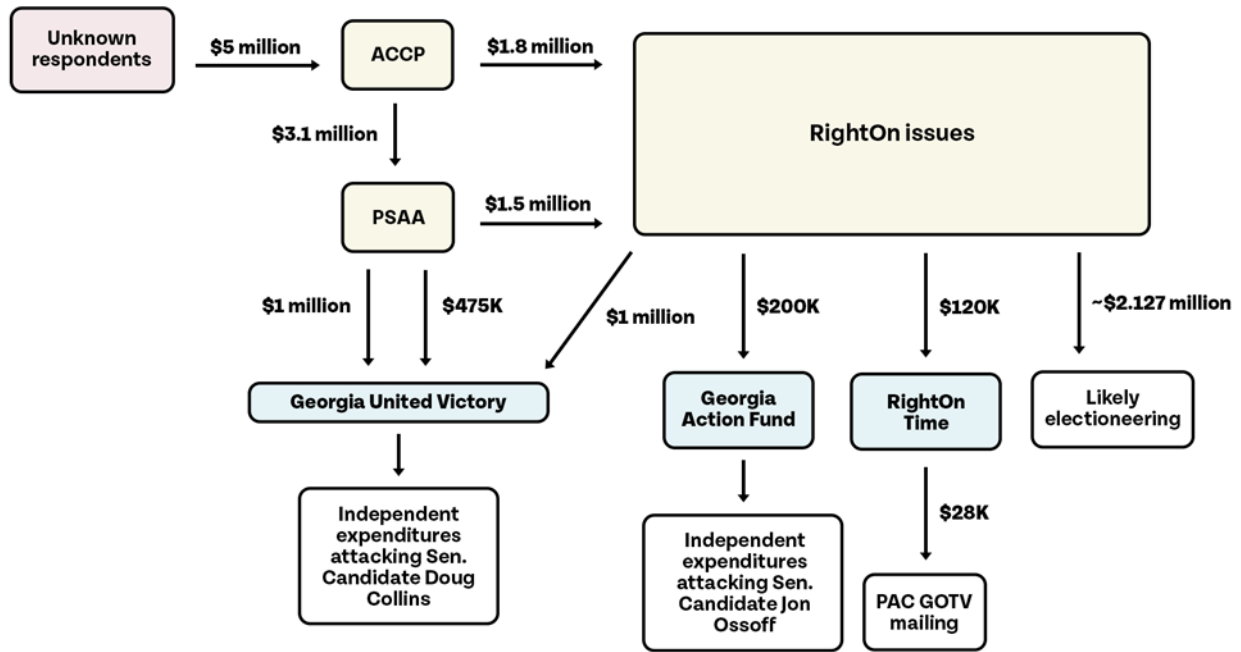 Unknown
respondents
$5 million
ACCP
$1.8 million
RightOn issues
$3.1 million
PSAA
$1.5 million
$1 million
$475K
$1 million
$200K
$120K
~$2.127 million
Georgia United Victory
Georgia
Action Fund
RightOn
Time
Likely
electioneering
Independent
expenditures
attacking Sen.
Candidate Doug
Collins
Independent
expenditures
attacking Sen.
Candidate Jon
Ossoff
$28K
PAC GOTV
mailing